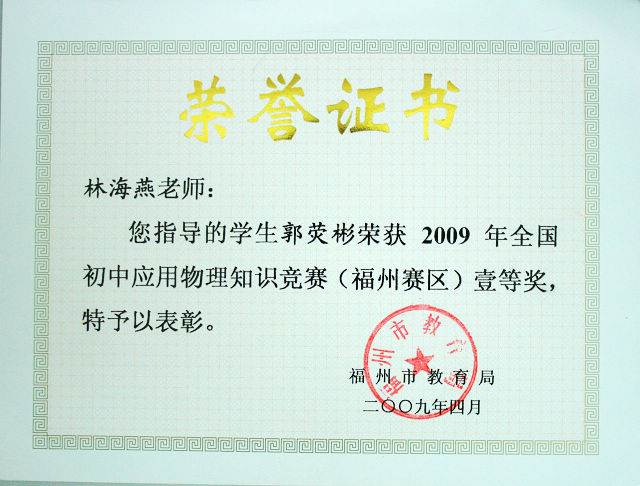 荣誉证书
林海燕老师：
您指导的学生郭荧彬荣获 2009 年全国
初中应用物理知识竞赛（福州赛区）壹等奖，
特予以表彰。
福州市教育局
福州市教育局
二〇〇九年四月